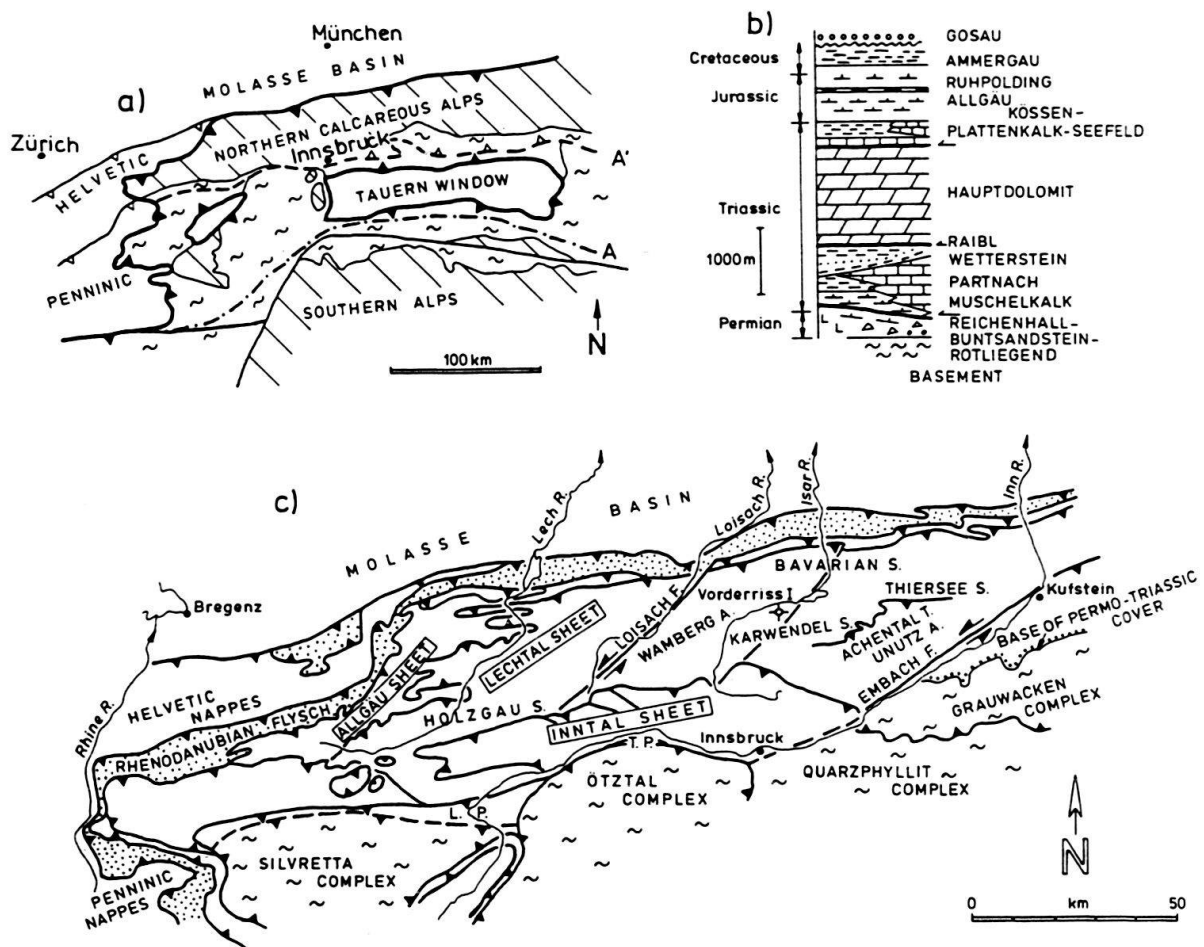 a)
München
MOLASSE BASIN
NORTHERN CALCAREOUS ALPS
Zürich
HELVETIC
Innsbruck
A'
TAUERN WINDOW
A
PENNINIC
SOUTHERN ALPS
N
100 km
b)
GOSAU
Cretaceous
AMMERGAU
RUHPOLDING
Jurassic
ALLGÄU
KÖSSEN-
PLATTENKALK-SEEFELD
HAUPTDOLOMIT
Triassic
RAIBL
1000m
WETTERSTEIN
PARTNACH
MUSCHELKALK
Permian
REICHENHALL-
BUNTSANDSTEIN-
ROTLIEGEND
BASEMENT
c)
MOLASSE BASIN
Lech R.
Loisach R.
Isar R.
Inn R.
Bregenz
Rhine R.
BAVARIAN S.
Vorderriss I
THIERSEE S.
Kufstein
LOISACH F.
WAMBERG A.
KARWENDEL S.
ACHENTAL T.
UNUTZ A.
BASE OF PERMO-TRIASSIC
COVER
LECHTAL SHEET
ALLGÄU SHEET
HELVETIC
NAPPES
RHENODANUBIAN FLYSCH
HOLZGAU S.
INNTAL SHEET
EMBACH F.
GRAUWACKEN
COMPLEX
T. P.
Innsbruck
ÖTZTAL
COMPLEX
QUARZPHYLLIT
COMPLEX
L. P.
SILVRETTA
COMPLEX
PENNINIC
NAPPES
N
0 km 50